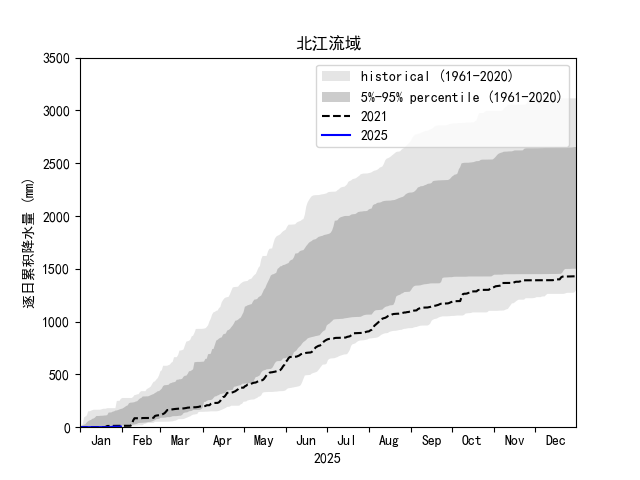 北江流域
historical (1961-2020)
5%-95% percentile (1961-2020)
2021
2025
逐日累积降水量 (mm)
3500
3000
2500
2000
1500
1000
500
0
Jan Feb Mar Apr May Jun Jul Aug Sep Oct Nov Dec
2025